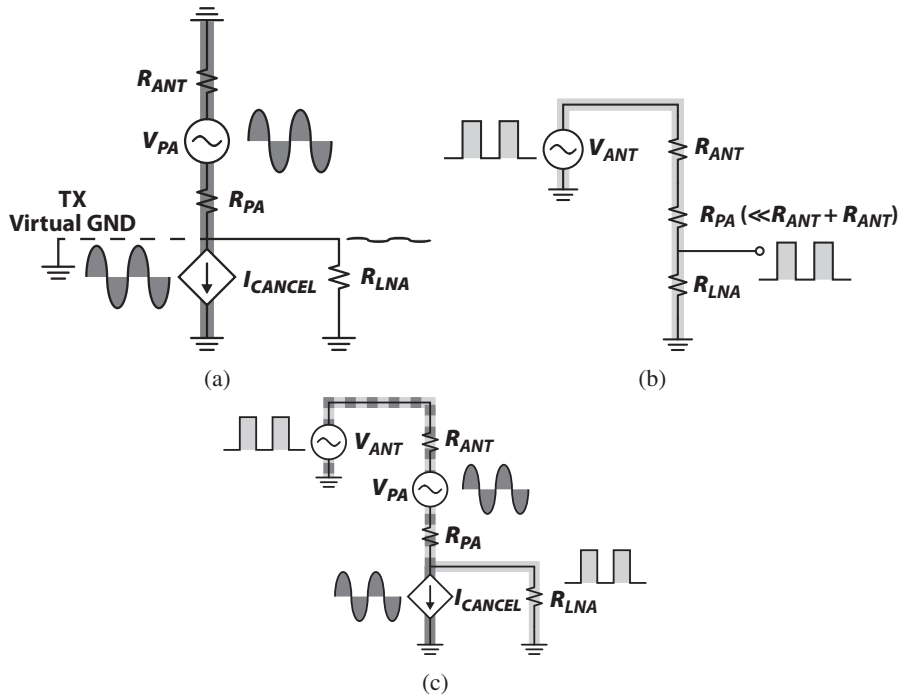 R_ANT
V_PA
R_PA
TX
Virtual GND
I_CANCEL
R_LNA
(a)
V_ANT
R_ANT
R_PA (≪R_ANT + R_ANT)
R_LNA
(b)
V_ANT
R_ANT
V_PA
R_PA
I_CANCEL
R_LNA
(c)